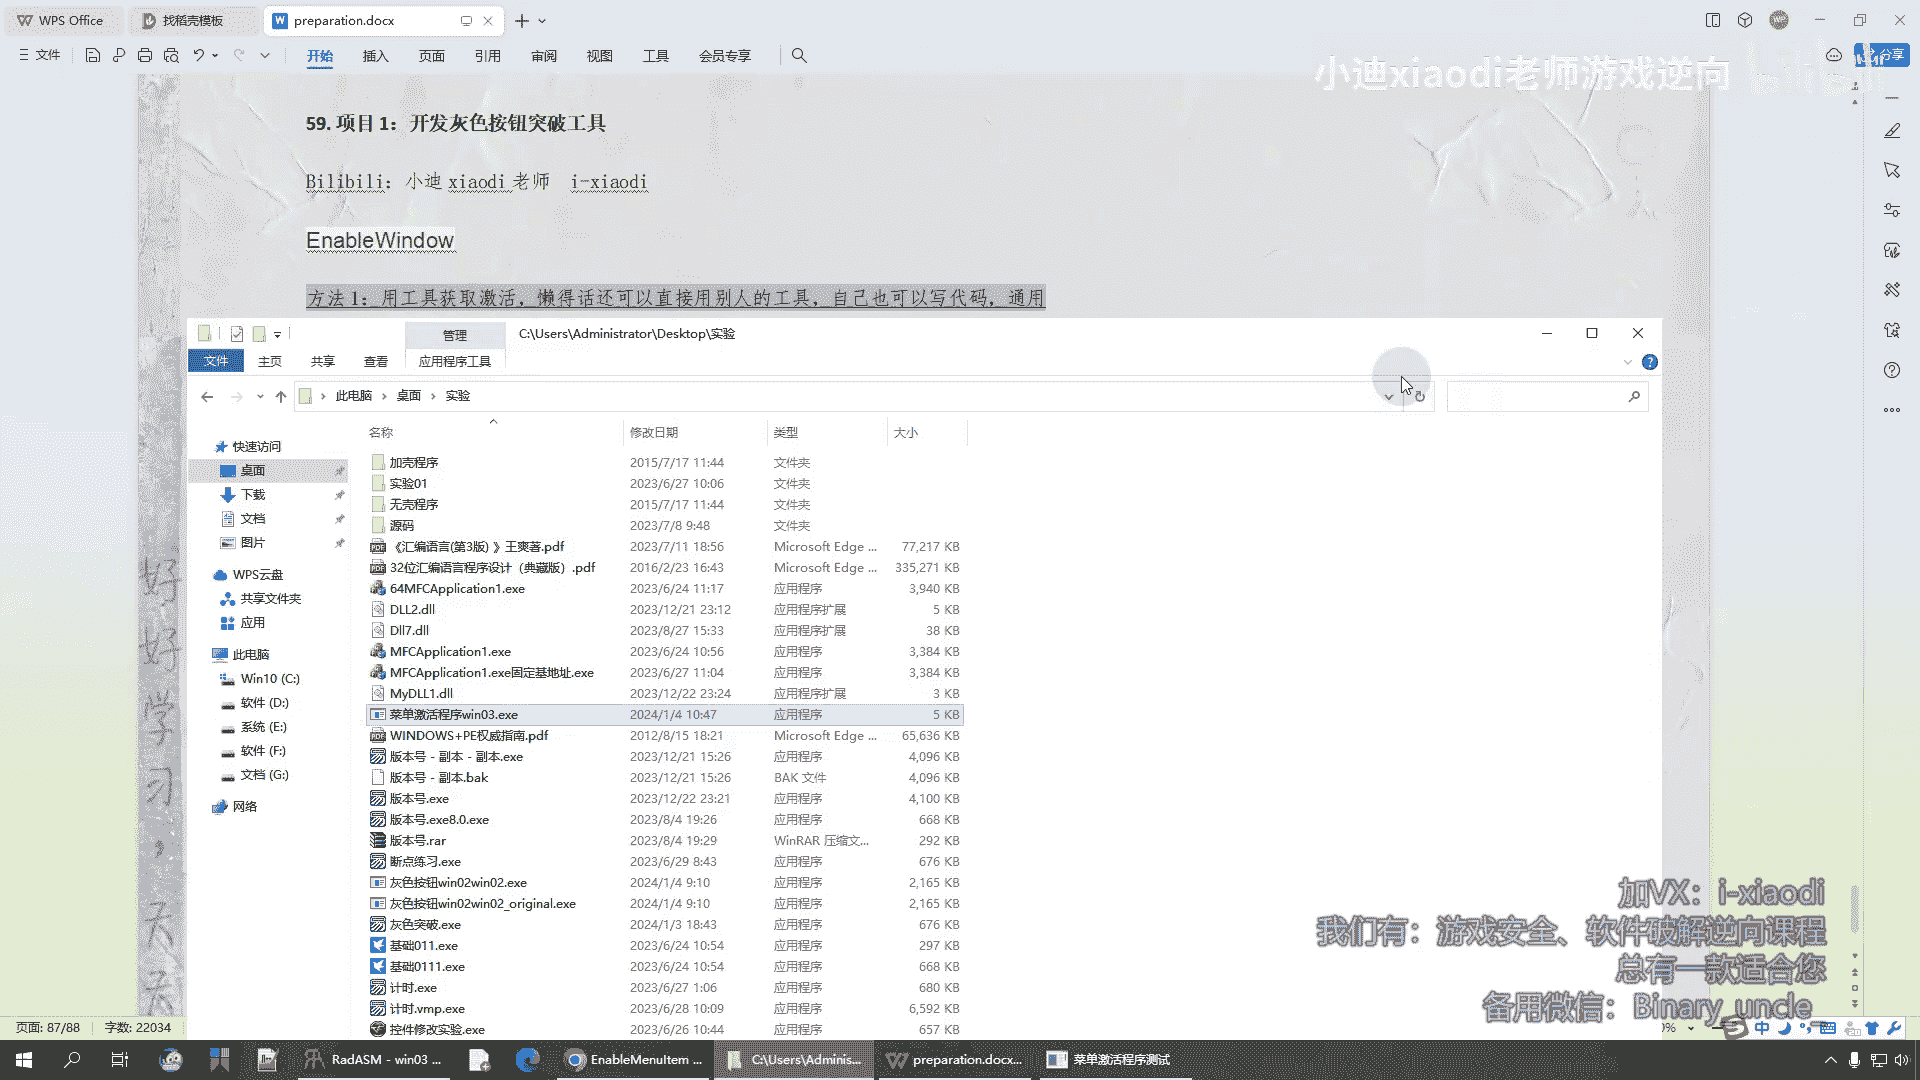 WPS Office
找稻壳模板
preparation.docx
文件
开始
插入
页面
引用
审阅
视图
工具
会员专享
分享
小迪xiaodi老师游戏逆向
59. 项目 1：开发灰色按钮突破工具
Bilibili：小迪 xiaodi 老师 i-xiaodi
EnableWindow
方法 1：用工具获取激活，懒得话还可以直接用别人的工具，自己也可以写代码，通用
管理
C:\Users\Administrator\Desktop\实验
文件
主页
共享
查看
应用程序工具
此电脑
桌面
实验
快速访问
桌面
下载
文档
图片
WPS云盘
共享文件夹
应用
此电脑
Win10 (C:)
软件 (D:)
系统 (E:)
软件 (F:)
文档 (G:)
网络
名称 修改日期 类型 大小
加壳程序 2015/7/17 11:44 文件夹
实验01 2023/6/27 10:06 文件夹
无壳程序 2015/7/17 11:44 文件夹
源码 2023/7/8 9:48 文件夹
《汇编语言(第3版) 》王爽著.pdf 2023/7/11 18:56 Microsoft Edge ... 77,217 KB
32位汇编语言程序设计（典藏版）.pdf 2016/2/23 16:43 Microsoft Edge ... 335,271 KB
64MFCApplication1.exe 2023/6/24 11:17 应用程序 3,940 KB
DLL2.dll 2023/12/21 23:12 应用程序扩展 5 KB
Dll7.dll 2023/8/27 15:33 应用程序扩展 38 KB
MFCApplication1.exe 2023/6/24 10:56 应用程序 3,384 KB
MFCApplication1.exe固定基地址.exe 2023/6/27 11:04 应用程序 3,384 KB
MyDLL1.dll 2023/12/22 23:24 应用程序扩展 3 KB
菜单激活程序win03.exe 2024/1/4 10:47 应用程序 5 KB
WINDOWS+PE权威指南.pdf 2012/8/15 18:21 Microsoft Edge ... 65,636 KB
版本号 - 副本 - 副本.exe 2023/12/21 15:26 应用程序 4,096 KB
版本号 - 副本.bak 2023/12/21 15:26 BAK 文件 4,096 KB
版本号.exe 2023/12/22 23:21 应用程序 4,100 KB
版本号.exe8.0.exe 2023/8/4 19:26 应用程序 668 KB
版本号.rar 2023/8/4 19:29 WinRAR 压缩文... 292 KB
断点练习.exe 2023/6/29 8:43 应用程序 676 KB
灰色按钮win02win02.exe 2024/1/4 9:10 应用程序 2,165 KB
灰色按钮win02win02_original.exe 2024/1/4 9:10 应用程序 2,165 KB
灰色突破.exe 2024/1/3 18:43 应用程序 676 KB
基础011.exe 2023/6/24 10:54 应用程序 297 KB
基础0111.exe 2023/6/24 10:54 应用程序 668 KB
计时.exe 2023/6/27 1:06 应用程序 680 KB
计时.vmp.exe 2023/6/28 10:09 应用程序 6,592 KB
控件修改实验.exe 2023/6/26 10:44 应用程序 657 KB
好好学习，天天
加VX：i-xiaodi
我们有：游戏安全、软件破解逆向课程
总有一款适合您
备用微信：Binary_uncle_
页面: 87/88 字数: 22034
中
RadASM - win03 ...
EnableMenuItem ...
C:\Users\Adminis...
preparation.docx...
菜单激活程序测试